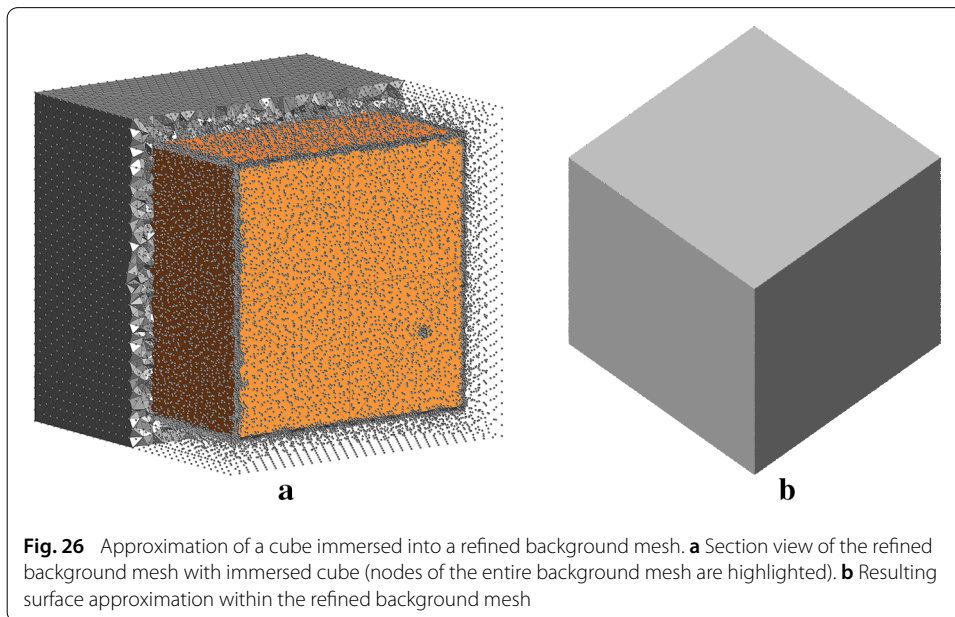 a
b
Fig. 26 Approximation of a cube immersed into a refined background mesh. a Section view of the refined
background mesh with immersed cube (nodes of the entire background mesh are highlighted). b Resulting
surface approximation within the refined background mesh